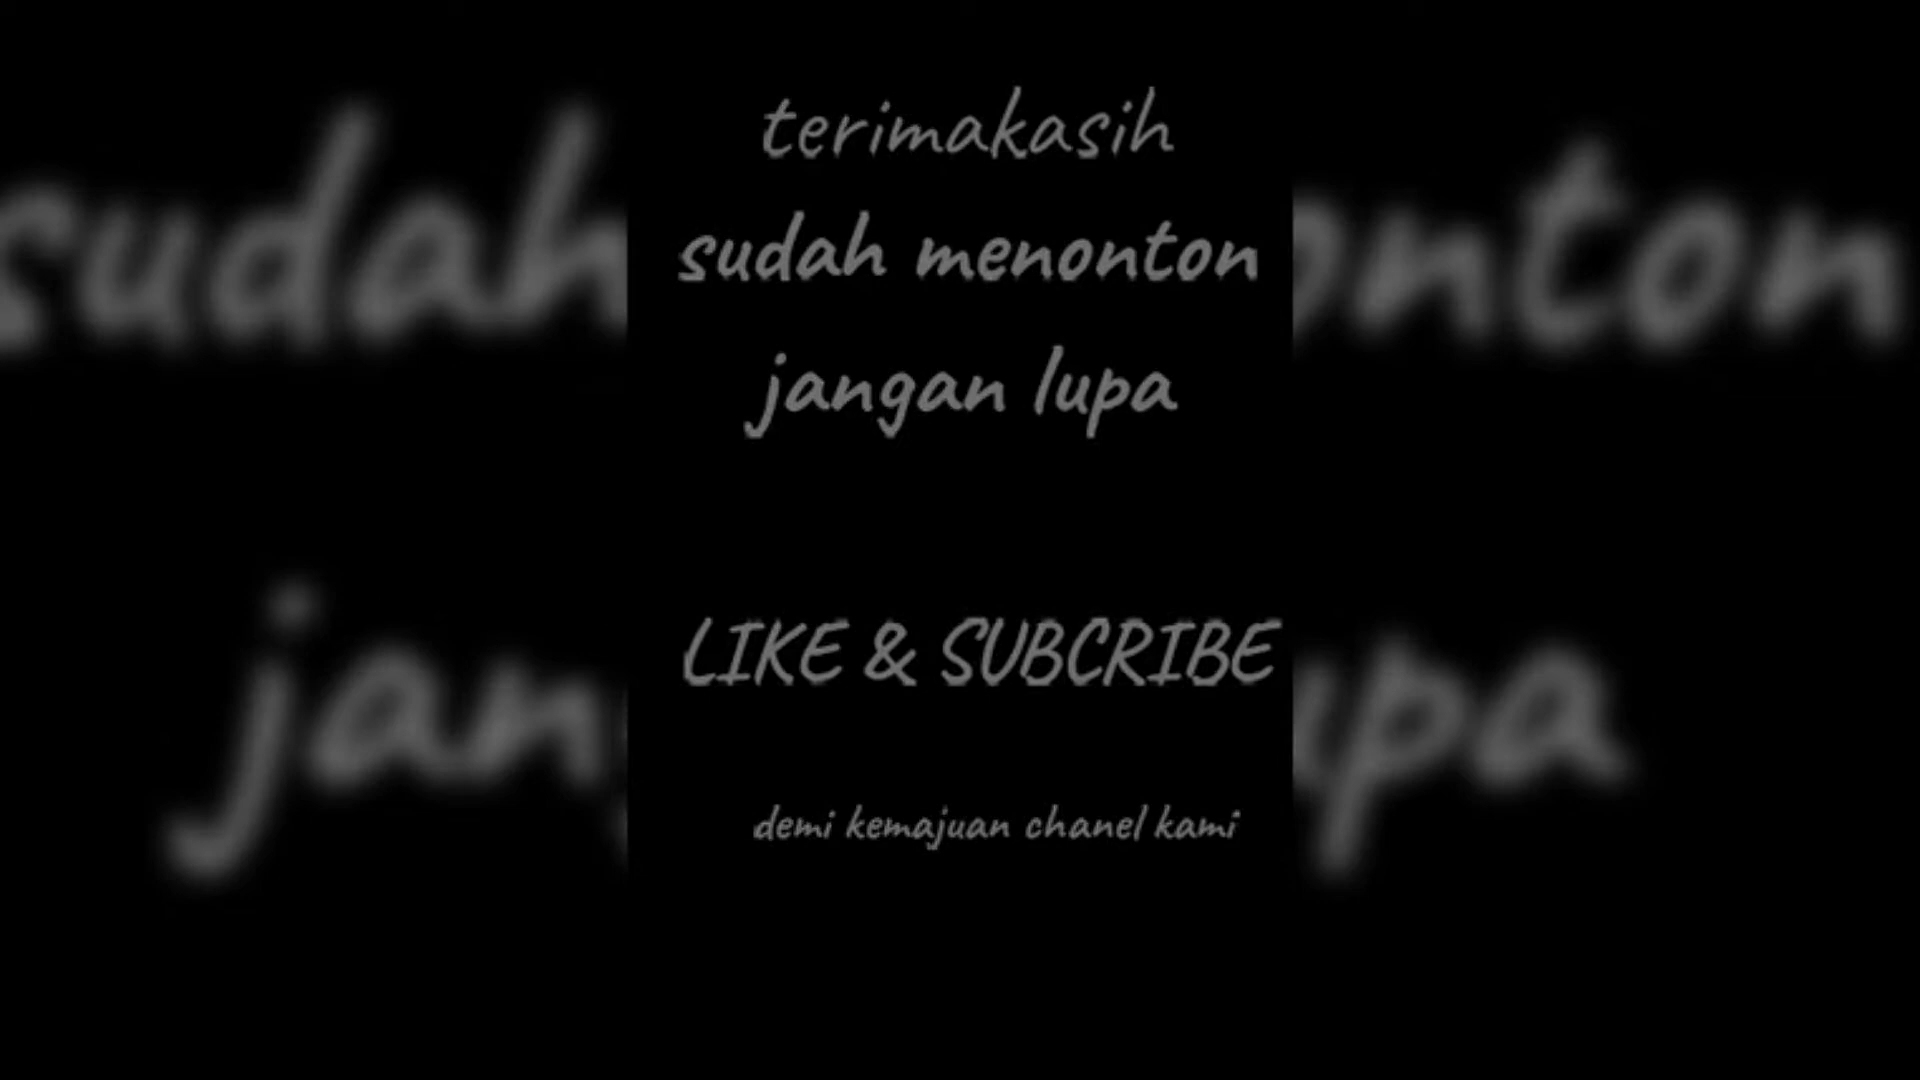 terimakasih
sudah menonton
jangan lupa
LIKE & SUBCRIBE
demi kemajuan chanel kami